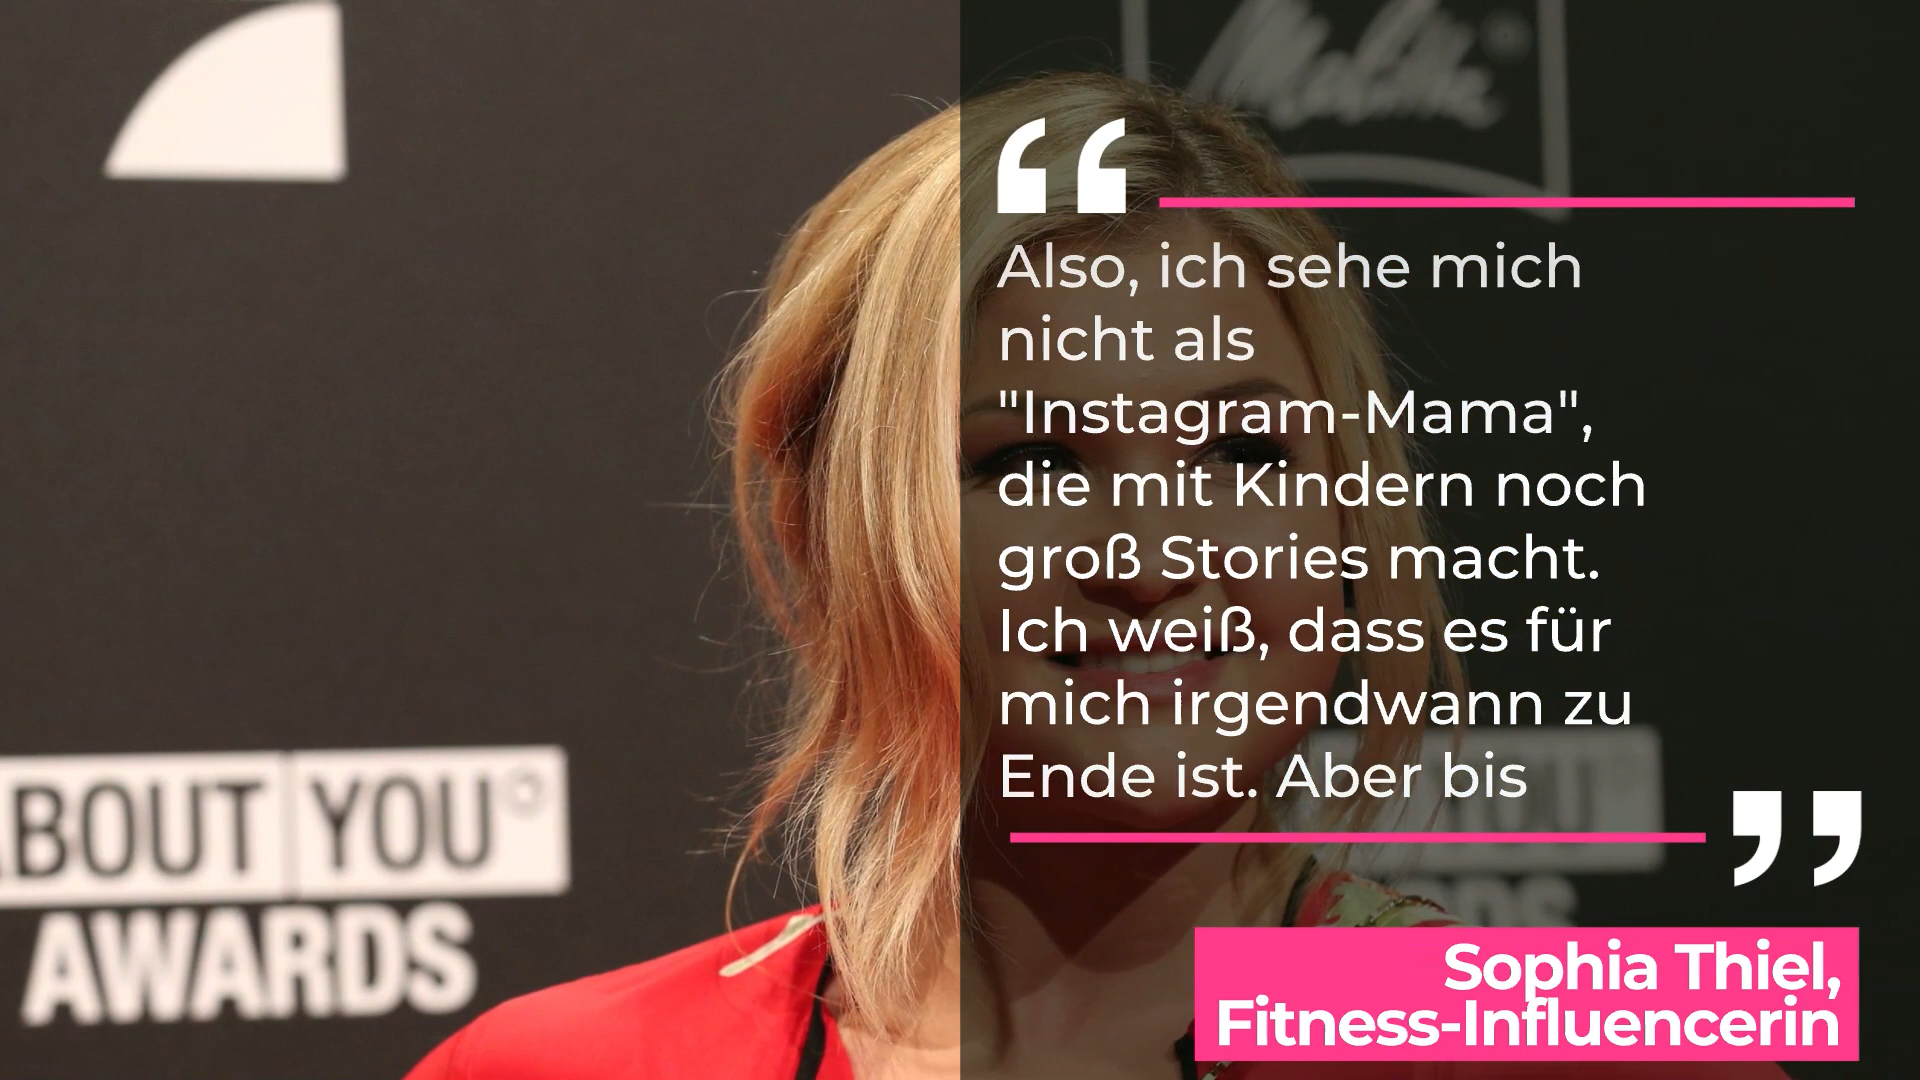 Melitta
“
Also, ich sehe mich
nicht als
"Instagram-Mama",
die mit Kindern noch
groß Stories macht.
Ich weiß, dass es für
mich irgendwann zu
Ende ist. Aber bis
”
BOUT YOU°
AWARDS
Sophia Thiel,
Fitness-Influencerin